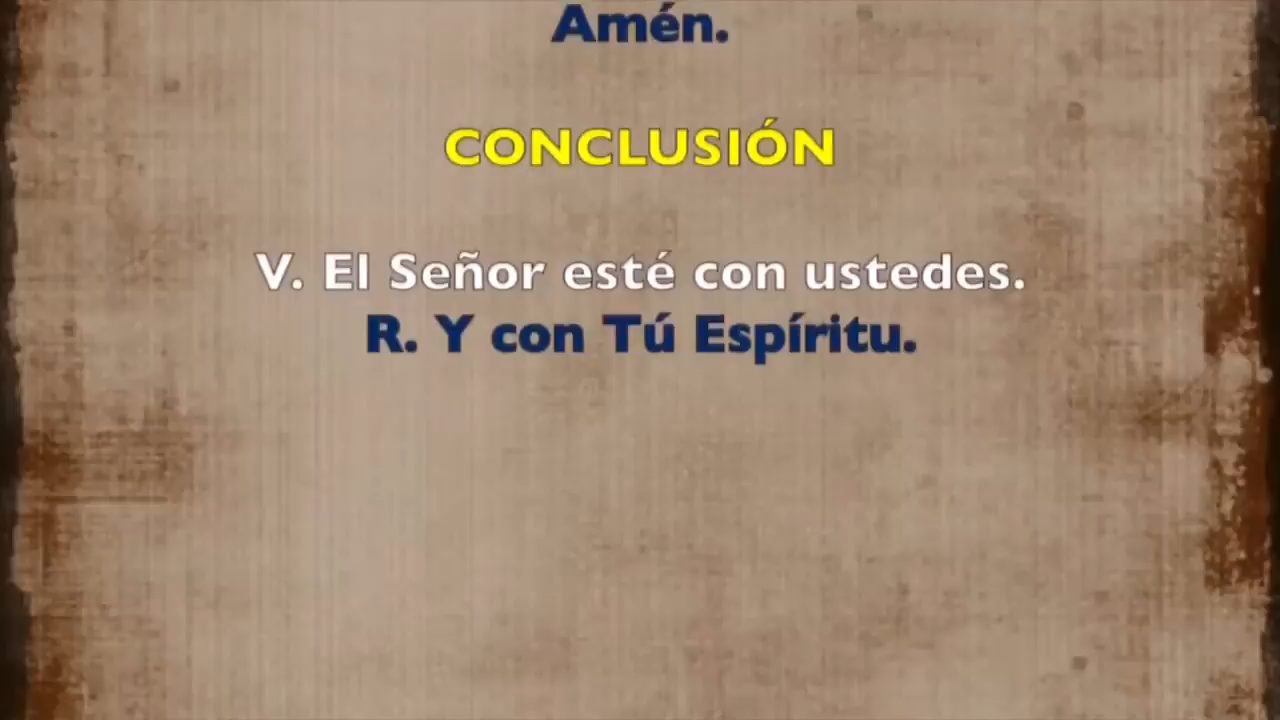 Amén.
CONCLUSIÓN
V. El Señor esté con ustedes.
R. Y con Tú Espíritu.